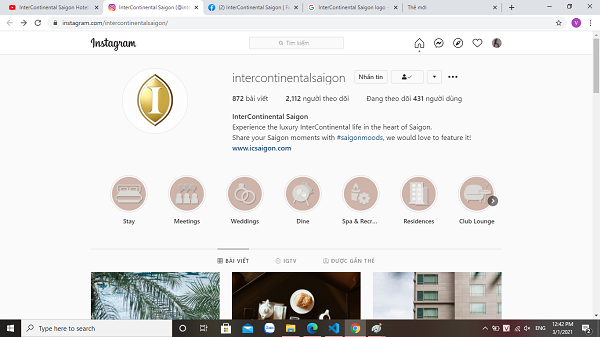 InterContinental Saigon Hotel
InterContinental Saigon (@in
(2) InterContinental Saigon | Fa
InterContinental Saigon logo -
Thẻ mới
instagram.com/intercontinentalsaigon/
V
Instagram
Tìm kiếm
intercontinentalsaigon
Nhắn tin
872 bài viết
2,112 người theo dõi
Đang theo dõi 431 người dùng
I
InterContinental Saigon
Experience the luxury InterContinental life in the heart of Saigon.
Share your Saigon moments with #saigonmoods, we would love to feature it!
www.icsaigon.com
Stay
Meetings
Weddings
Dine
Spa & Recr...
Residences
Club Lounge
BÀI VIẾT
IGTV
ĐƯỢC GẮN THẺ
Type here to search
Zalo
V
ENG
12:42 PM
3/1/2021